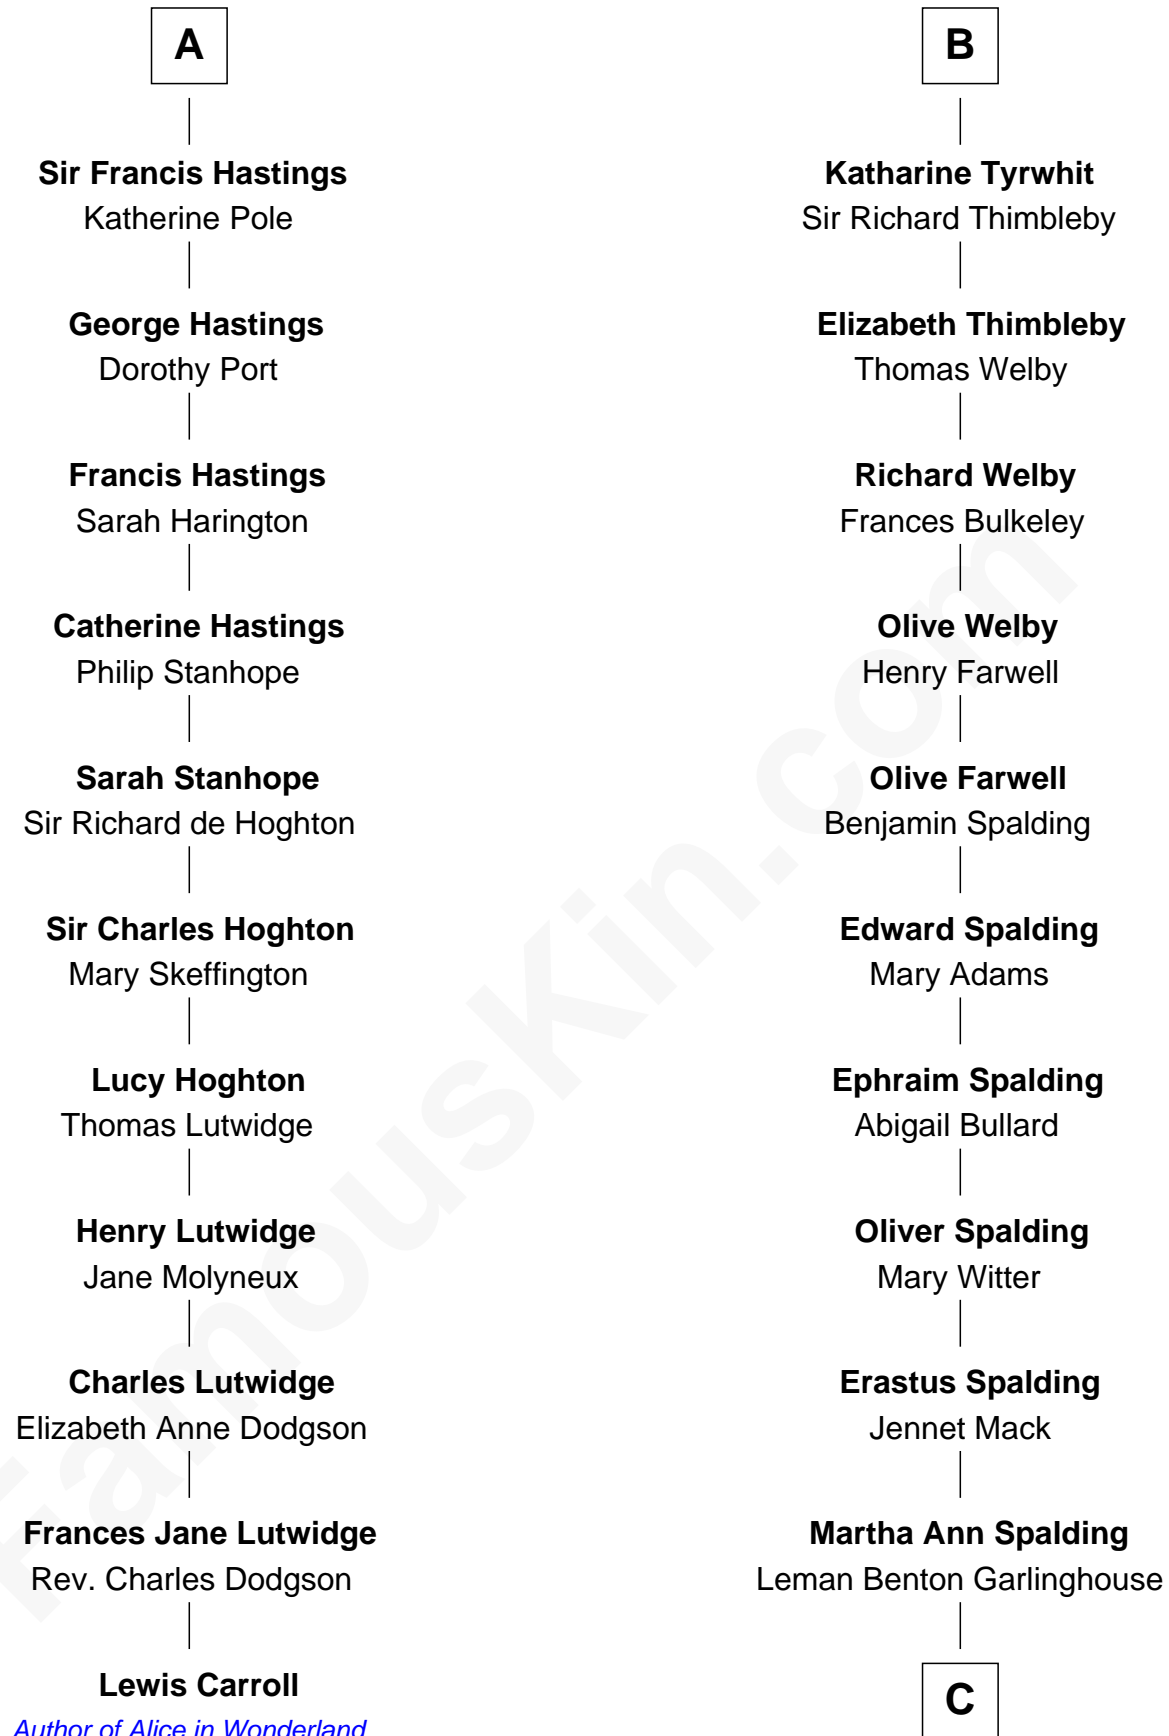 A
Sir Francis Hastings
Katherine Pole
George Hastings
Dorothy Port
Francis Hastings
Sarah Harington
Catherine Hastings
Philip Stanhope
Sarah Stanhope
Sir Richard de Hoghton
Sir Charles Hoghton
Mary Skeffington
Lucy Hoghton
Thomas Lutwidge
Henry Lutwidge
Jane Molyneux
Charles Lutwidge
Elizabeth Anne Dodgson
Frances Jane Lutwidge
Rev. Charles Dodgson
Lewis Carroll
Author of Alice in Wonderland
B
Katharine Tyrwhit
Sir Richard Thimbleby
Elizabeth Thimbleby
Thomas Welby
Richard Welby
Frances Bulkeley
Olive Welby
Henry Farwell
Olive Farwell
Benjamin Spalding
Edward Spalding
Mary Adams
Ephraim Spalding
Abigail Bullard
Oliver Spalding
Mary Witter
Erastus Spalding
Jennet Mack
Martha Ann Spalding
Leman Benton Garlinghouse
C
FamousKin.com